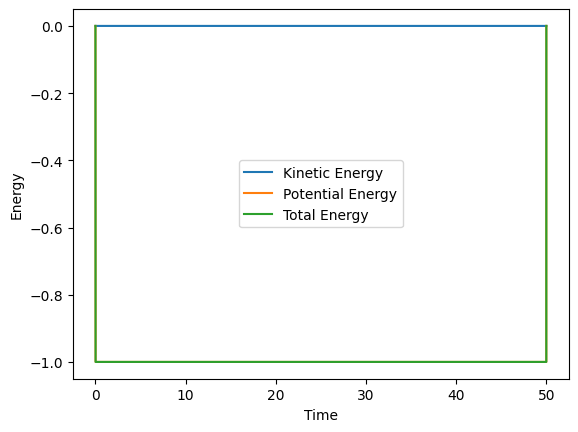 0.0
−0.2
−0.4
−0.6
−0.8
−1.0
Energy
Kinetic Energy
Potential Energy
Total Energy
0 10 20 30 40 50
Time